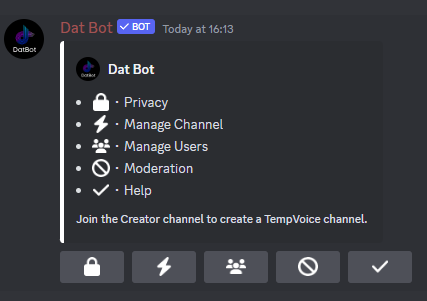 Dat Bot BOT Today at 16:13
DatBot
Dat Bot
• · Privacy
• · Manage Channel
• · Manage Users
• · Moderation
• · Help
Join the Creator channel to create a TempVoice channel.